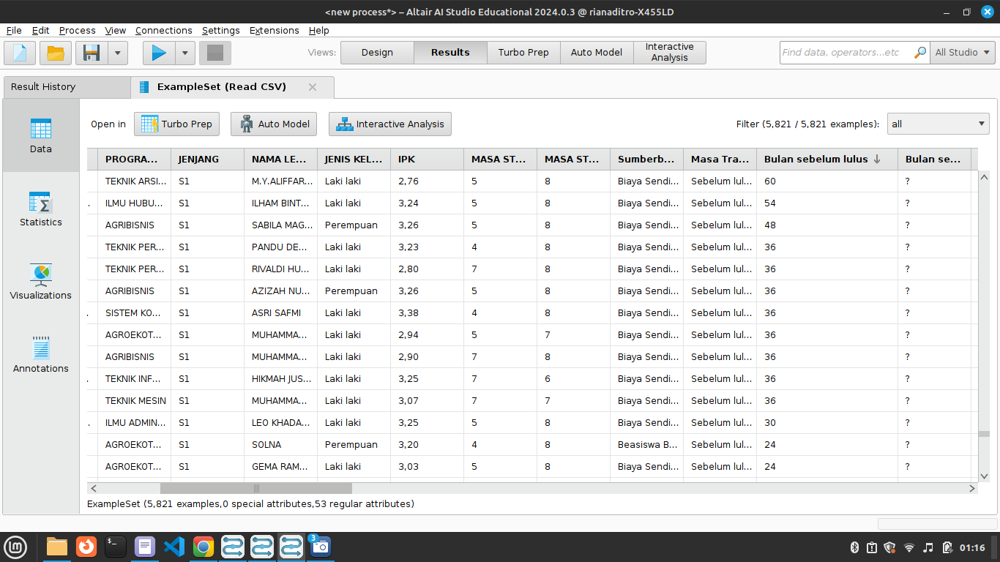 <new process*> – Altair AI Studio Educational 2024.0.3 @ rianaditro-X455LD
File Edit Process View Connections Settings Extensions Help
Views: Design Results Turbo Prep Auto Model Interactive Analysis Find data, operators...etc All Studio
Result History ExampleSet (Read CSV)
Open in Turbo Prep Auto Model Interactive Analysis Filter (5,821 / 5,821 examples): all
Data
Statistics
Visualizations
Annotations
PROGRA... JENJANG NAMA LE... JENIS KEL... IPK MASA ST... MASA ST... Sumberb... Masa Tra... Bulan sebelum lulus Bulan se...
TEKNIK ARSI... S1 M.Y.ALIFFAR... Laki laki 2,76 5 8 Biaya Sendi... Sebelum lul... 60 ?
ILMU HUBU... S1 ILHAM BINT... Laki laki 3,24 5 8 Biaya Sendi... Sebelum lul... 54 ?
AGRIBISNIS S1 SABILA MAG... Perempuan 3,26 5 8 Biaya Sendi... Sebelum lul... 48 ?
TEKNIK PER... S1 PANDU DE... Laki laki 3,23 4 8 Biaya Sendi... Sebelum lul... 36 ?
TEKNIK PER... S1 RIVALDI HU... Laki laki 2,80 7 8 Biaya Sendi... Sebelum lul... 36 ?
AGRIBISNIS S1 AZIZAH NU... Perempuan 3,26 5 8 Biaya Sendi... Sebelum lul... 36 ?
SISTEM KO... S1 ASRI SAFMI Laki laki 3,38 4 8 Biaya Sendi... Sebelum lul... 36 ?
AGROEKOT... S1 MUHAMMA... Laki laki 2,94 5 7 Biaya Sendi... Sebelum lul... 36 ?
AGRIBISNIS S1 MUHAMMA... Laki laki 2,90 7 8 Biaya Sendi... Sebelum lul... 36 ?
TEKNIK INF... S1 HIKMAH JUS... Laki laki 3,25 7 6 Biaya Sendi... Sebelum lul... 36 ?
TEKNIK MESIN S1 MUHAMMA... Laki laki 3,07 7 7 Biaya Sendi... Sebelum lul... 36 ?
ILMU ADMIN... S1 LEO KHADA... Laki laki 3,25 5 8 Biaya Sendi... Sebelum lul... 30 ?
AGROEKOT... S1 SOLNA Perempuan 3,20 4 8 Beasiswa B... Sebelum lul... 24 ?
AGROEKOT... S1 GEMA RAM... Laki laki 3,03 5 8 Biaya Sendi... Sebelum lul... 24 ?
ExampleSet (5,821 examples,0 special attributes,53 regular attributes)
3
01:16